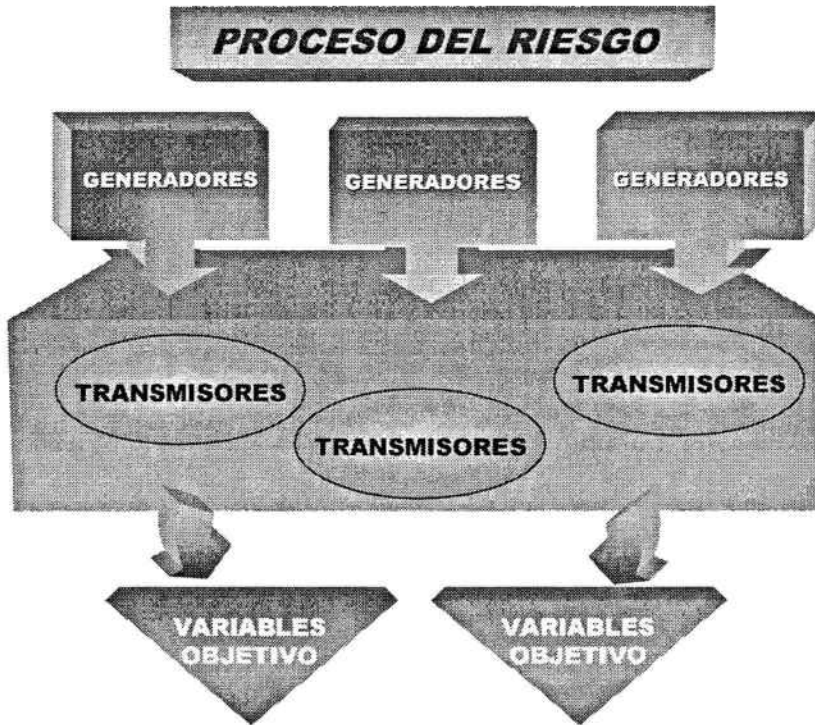 PROCESO DEL RIESGO
GENERADORES
GENERADORES
GENERADORES
TRANSMISORES
TRANSMISORES
TRANSMISORES
VARIABLES
OBJETIVO
VARIABLES
OBJETIVO